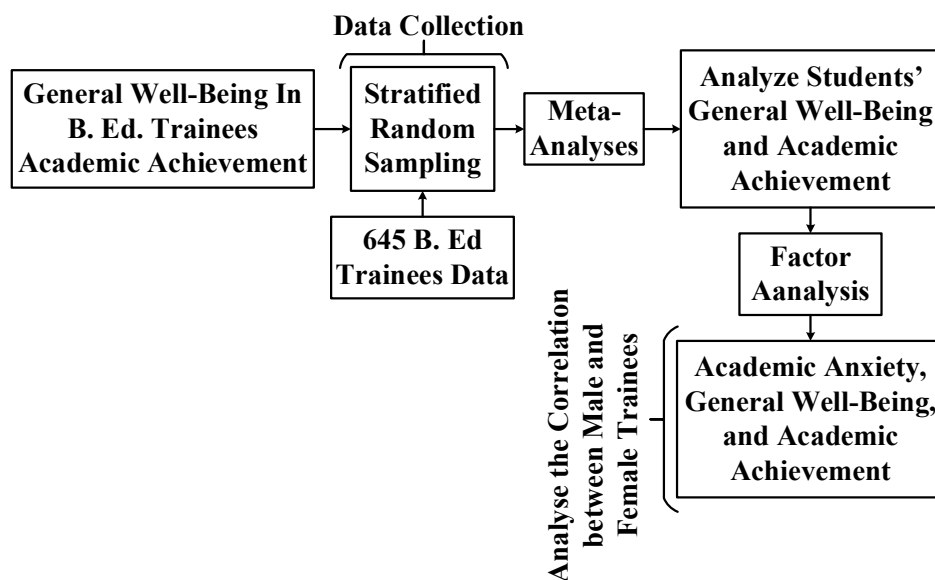 Data Collection
General Well-Being In
B. Ed. Trainees
Academic Achievement
Stratified
Random
Sampling
645 B. Ed
Trainees Data
Meta-
Analyses
Analyze Students’
General Well-Being
and Academic
Achievement
Factor
Aanalysis
Analyse the Correlation
between Male and
Female Trainees
Academic Anxiety,
General Well-Being,
and Academic
Achievement